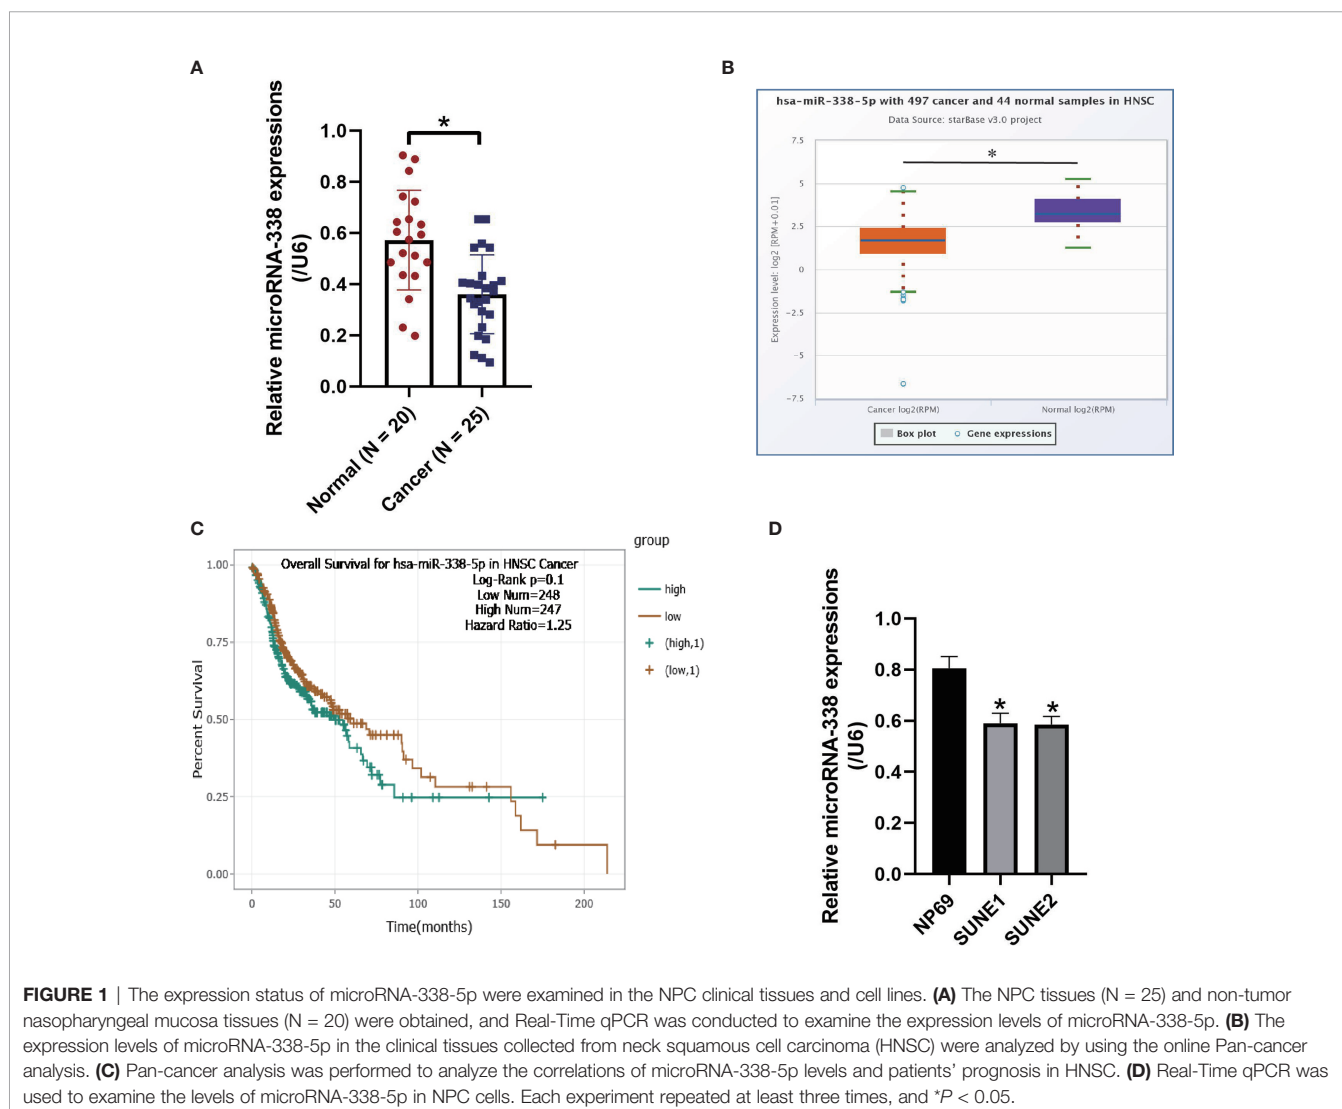 A
Relative microRNA-338 expressions
(/U6)
1.0
0.8
0.6
0.4
0.2
0.0
*
Normal (N = 20)
Cancer (N = 25)
B
hsa-miR-338-5p with 497 cancer and 44 normal samples in HNSC
Data Source: starBase v3.0 project
Expression level: log2 [RPM+0.01]
7.5
5
2.5
0
−2.5
−5
−7.5
*
Cancer log2(RPM)
Normal log2(RPM)
Box plot
Gene expressions
C
Overall Survival for hsa-miR-338-5p in HNSC Cancer
Log-Rank p=0.1
Low Num=248
High Num=247
Hazard Ratio=1.25
Percent Survival
1.00
0.75
0.50
0.25
0.00
0
50
100
150
200
Time(months)
group
high
low
(high,1)
(low,1)
D
Relative microRNA-338 expressions
(/U6)
1.0
0.8
0.6
0.4
0.2
0.0
*
*
NP69
SUNE1
SUNE2
FIGURE 1 | The expression status of microRNA-338-5p were examined in the NPC clinical tissues and cell lines. (A) The NPC tissues (N = 25) and non-tumor
nasopharyngeal mucosa tissues (N = 20) were obtained, and Real-Time qPCR was conducted to examine the expression levels of microRNA-338-5p. (B) The
expression levels of microRNA-338-5p in the clinical tissues collected from neck squamous cell carcinoma (HNSC) were analyzed by using the online Pan-cancer
analysis. (C) Pan-cancer analysis was performed to analyze the correlations of microRNA-338-5p levels and patients' prognosis in HNSC. (D) Real-Time qPCR was
used to examine the levels of microRNA-338-5p in NPC cells. Each experiment repeated at least three times, and *P < 0.05.